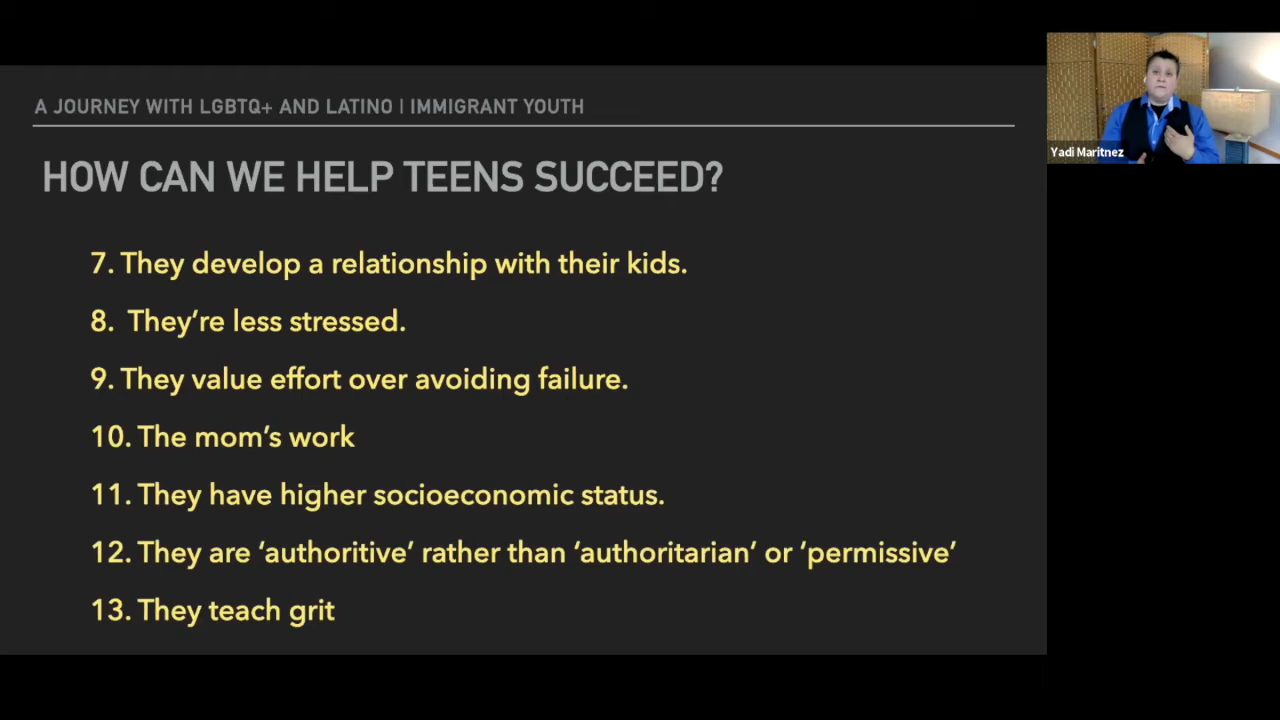 A JOURNEY WITH LGBTQ+ AND LATINO | IMMIGRANT YOUTH
HOW CAN WE HELP TEENS SUCCEED?
7. They develop a relationship with their kids.
8. They’re less stressed.
9. They value effort over avoiding failure.
10. The mom’s work
11. They have higher socioeconomic status.
12. They are ‘authoritive’ rather than ‘authoritarian’ or ‘permissive’
13. They teach grit
Yadi Maritnez